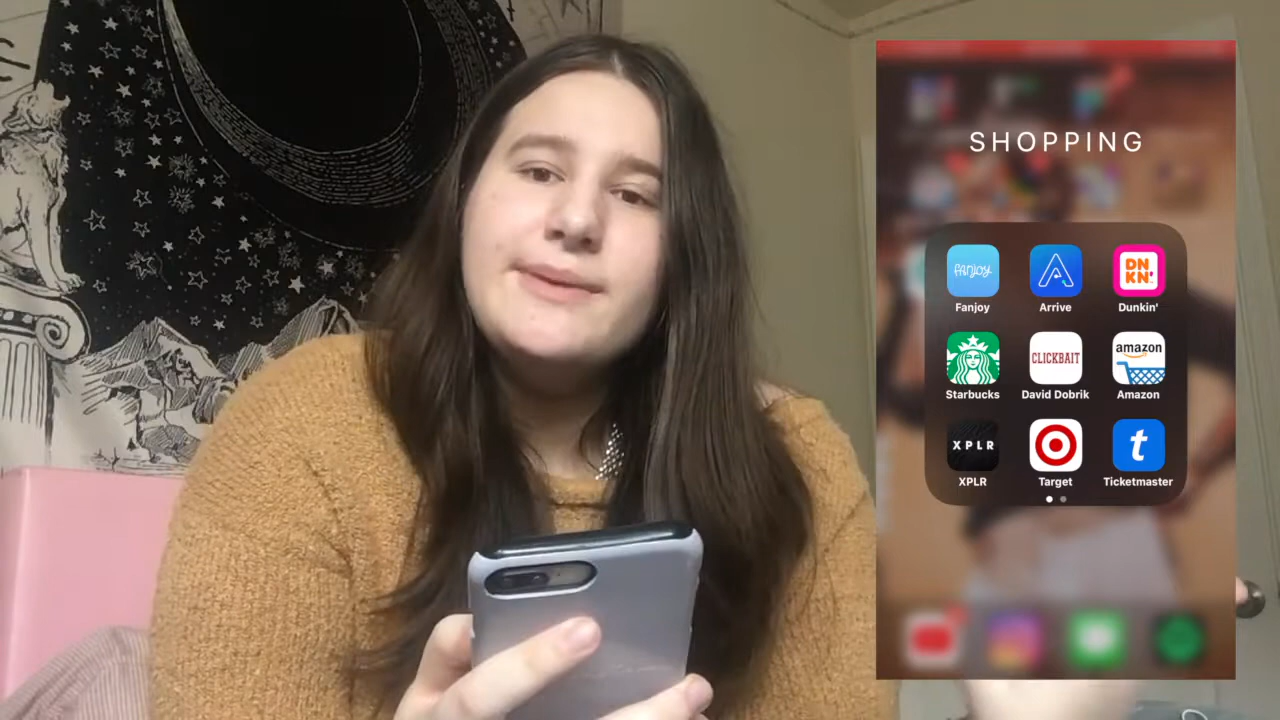 SHOPPING
fanjoy.
DN
KN'
CLICKBAIT
amazon
Fanjoy
Arrive
Dunkin'
Starbucks
David Dobrik
Amazon
XPLR
t
XPLR
Target
Ticketmaster